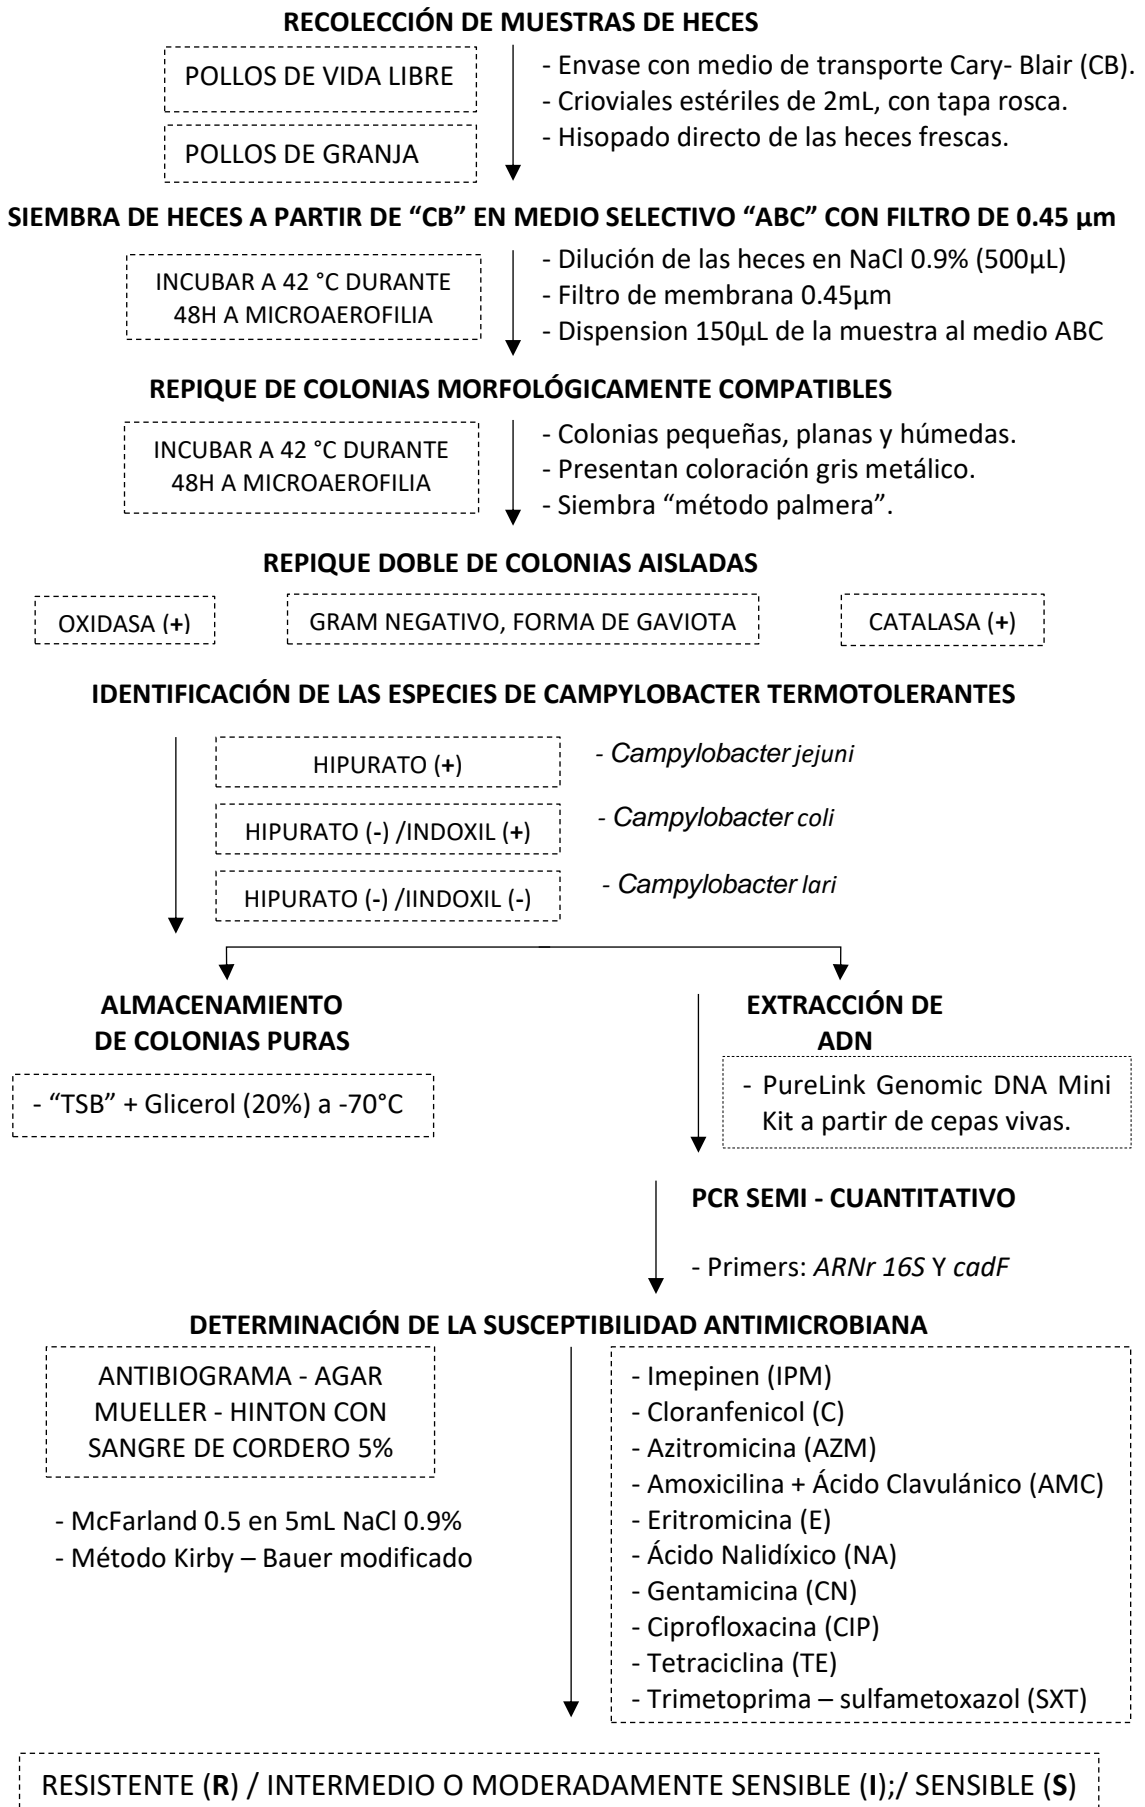 RECOLECCIÓN DE MUESTRAS DE HECES
POLLOS DE VIDA LIBRE
POLLOS DE GRANJA
- Envase con medio de transporte Cary- Blair (CB).
- Crioviales estériles de 2mL, con tapa rosca.
- Hisopado directo de las heces frescas.
SIEMBRA DE HECES A PARTIR DE “CB” EN MEDIO SELECTIVO “ABC” CON FILTRO DE 0.45 µm
INCUBAR A 42 °C DURANTE
48H A MICROAEROFILIA
- Dilución de las heces en NaCl 0.9% (500µL)
- Filtro de membrana 0.45µm
- Dispension 150µL de la muestra al medio ABC
REPIQUE DE COLONIAS MORFOLÓGICAMENTE COMPATIBLES
INCUBAR A 42 °C DURANTE
48H A MICROAEROFILIA
- Colonias pequeñas, planas y húmedas.
- Presentan coloración gris metálico.
- Siembra “método palmera”.
REPIQUE DOBLE DE COLONIAS AISLADAS
OXIDASA (+)
GRAM NEGATIVO, FORMA DE GAVIOTA
CATALASA (+)
IDENTIFICACIÓN DE LAS ESPECIES DE CAMPYLOBACTER TERMOTOLERANTES
HIPURATO (+)
- Campylobacter jejuni
HIPURATO (-) /INDOXIL (+)
- Campylobacter coli
HIPURATO (-) /IINDOXIL (-)
- Campylobacter lari
ALMACENAMIENTO
DE COLONIAS PURAS
- “TSB” + Glicerol (20%) a -70°C
EXTRACCIÓN DE
ADN
- PureLink Genomic DNA Mini
Kit a partir de cepas vivas.
PCR SEMI - CUANTITATIVO
- Primers: ARNr 16S Y cadF
DETERMINACIÓN DE LA SUSCEPTIBILIDAD ANTIMICROBIANA
ANTIBIOGRAMA - AGAR
MUELLER - HINTON CON
SANGRE DE CORDERO 5%
- McFarland 0.5 en 5mL NaCl 0.9%
- Método Kirby – Bauer modificado
- Imepinen (IPM)
- Cloranfenicol (C)
- Azitromicina (AZM)
- Amoxicilina + Ácido Clavulánico (AMC)
- Eritromicina (E)
- Ácido Nalidíxico (NA)
- Gentamicina (CN)
- Ciprofloxacina (CIP)
- Tetraciclina (TE)
- Trimetoprima – sulfametoxazol (SXT)
RESISTENTE (R) / INTERMEDIO O MODERADAMENTE SENSIBLE (I);/ SENSIBLE (S)